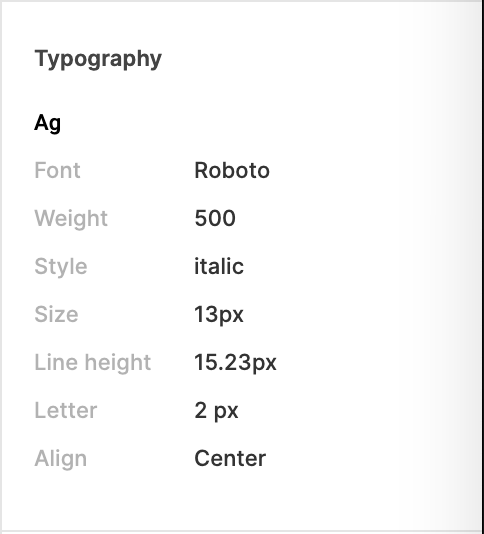 Typography
Ag
Font Roboto
Weight 500
Style italic
Size 13px
Line height 15.23px
Letter 2 px
Align Center